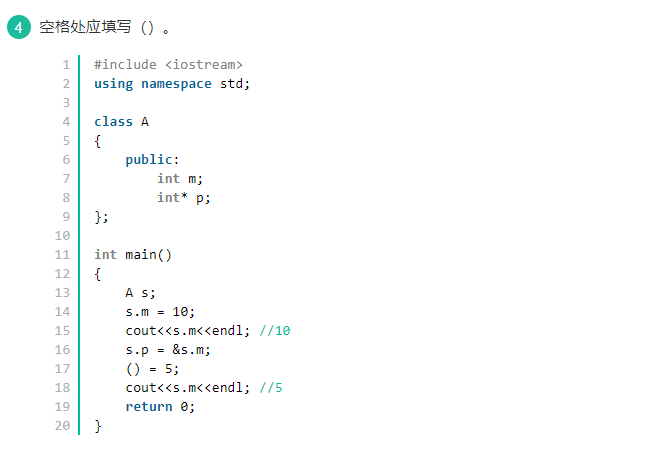 4 空格处应填写（）。
1 #include <iostream>
2 using namespace std;
3
4 class A
5 {
6     public:
7         int m;
8         int* p;
9 };
10
11 int main()
12 {
13     A s;
14     s.m = 10;
15     cout<<s.m<<endl; //10
16     s.p = &s.m;
17     () = 5;
18     cout<<s.m<<endl; //5
19     return 0;
20 }